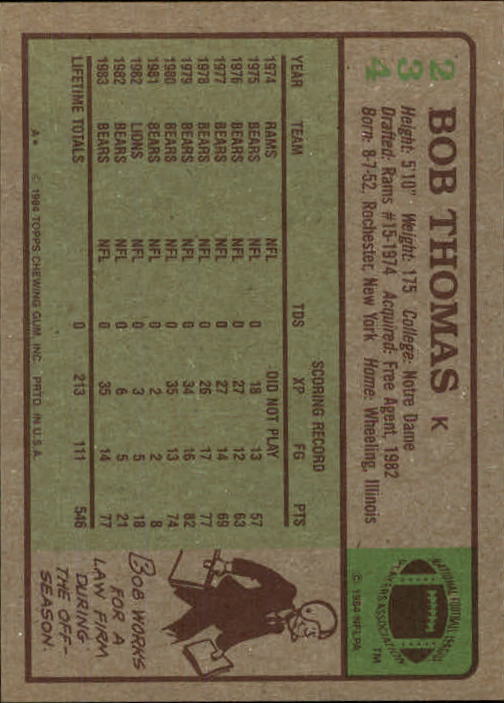 234
BOB THOMAS K
Height: 5'10" Weight: 175 College: Notre Dame
Drafted: Rams #15-1974 Acquired: Free Agent, 1982
Born: 8-7-52, Rochester, New York Home: Wheeling, Illinois
NATIONAL FOOTBALL LEAGUE
PLAYERS ASSOCIATION
TM
© 1984 NFLPA
SCORING RECORD
YEAR TEAM TDS XP FG PTS
1974 RAMS NFL DID NOT PLAY
1975 BEARS NFL 0 18 13 57
1976 BEARS NFL 0 27 12 63
1977 BEARS NFL 0 27 14 69
1978 BEARS NFL 0 26 17 77
1979 BEARS NFL 0 34 16 82
1980 BEARS NFL 0 35 13 74
1981 BEARS NFL 0 2 2 8
1982 LIONS NFL 0 3 5 18
1982 BEARS NFL 0 6 5 21
1983 BEARS NFL 0 35 14 77
LIFETIME TOTALS 0 213 111 546
BOB WORKS
FOR A
LAW FIRM
DURING
THE OFF-
SEASON.
A* © 1984 TOPPS CHEWING GUM, INC. PRTD. IN U.S.A.